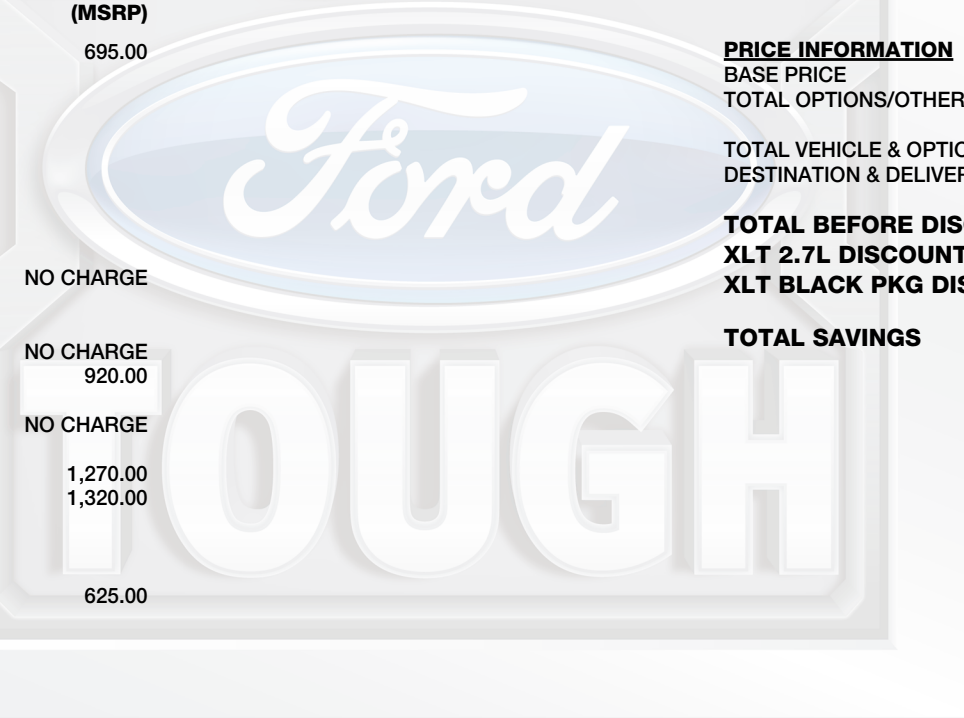 (MSRP)
695.00
NO CHARGE
NO CHARGE
920.00
NO CHARGE
1,270.00
1,320.00
625.00
PRICE INFORMATION
BASE PRICE
TOTAL OPTIONS/OTHER
TOTAL VEHICLE & OPTIO
DESTINATION & DELIVER
TOTAL BEFORE DISC
XLT 2.7L DISCOUNT
XLT BLACK PKG DIS
TOTAL SAVINGS
Ford
TOUGH